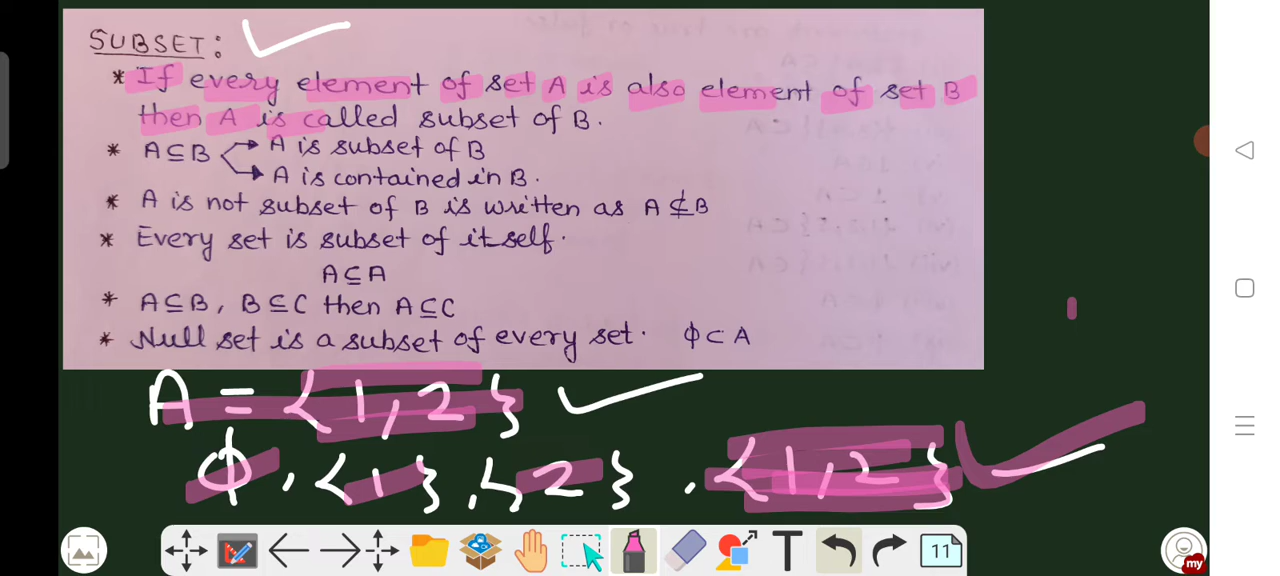 SUBSET:
* If every element of set A is also element of set B
then A is called subset of B.
* A⊆B → A is subset of B
→ A is contained in B.
* A is not subset of B is written as A ⊈ B
* Every set is subset of itself.
A⊆A
* A⊆B, B⊆C then A⊆C
* Null set is a subset of every set. ϕ⊂A
A = {1,2}
ϕ, {1}, {2}, {1,2}
T
11
my